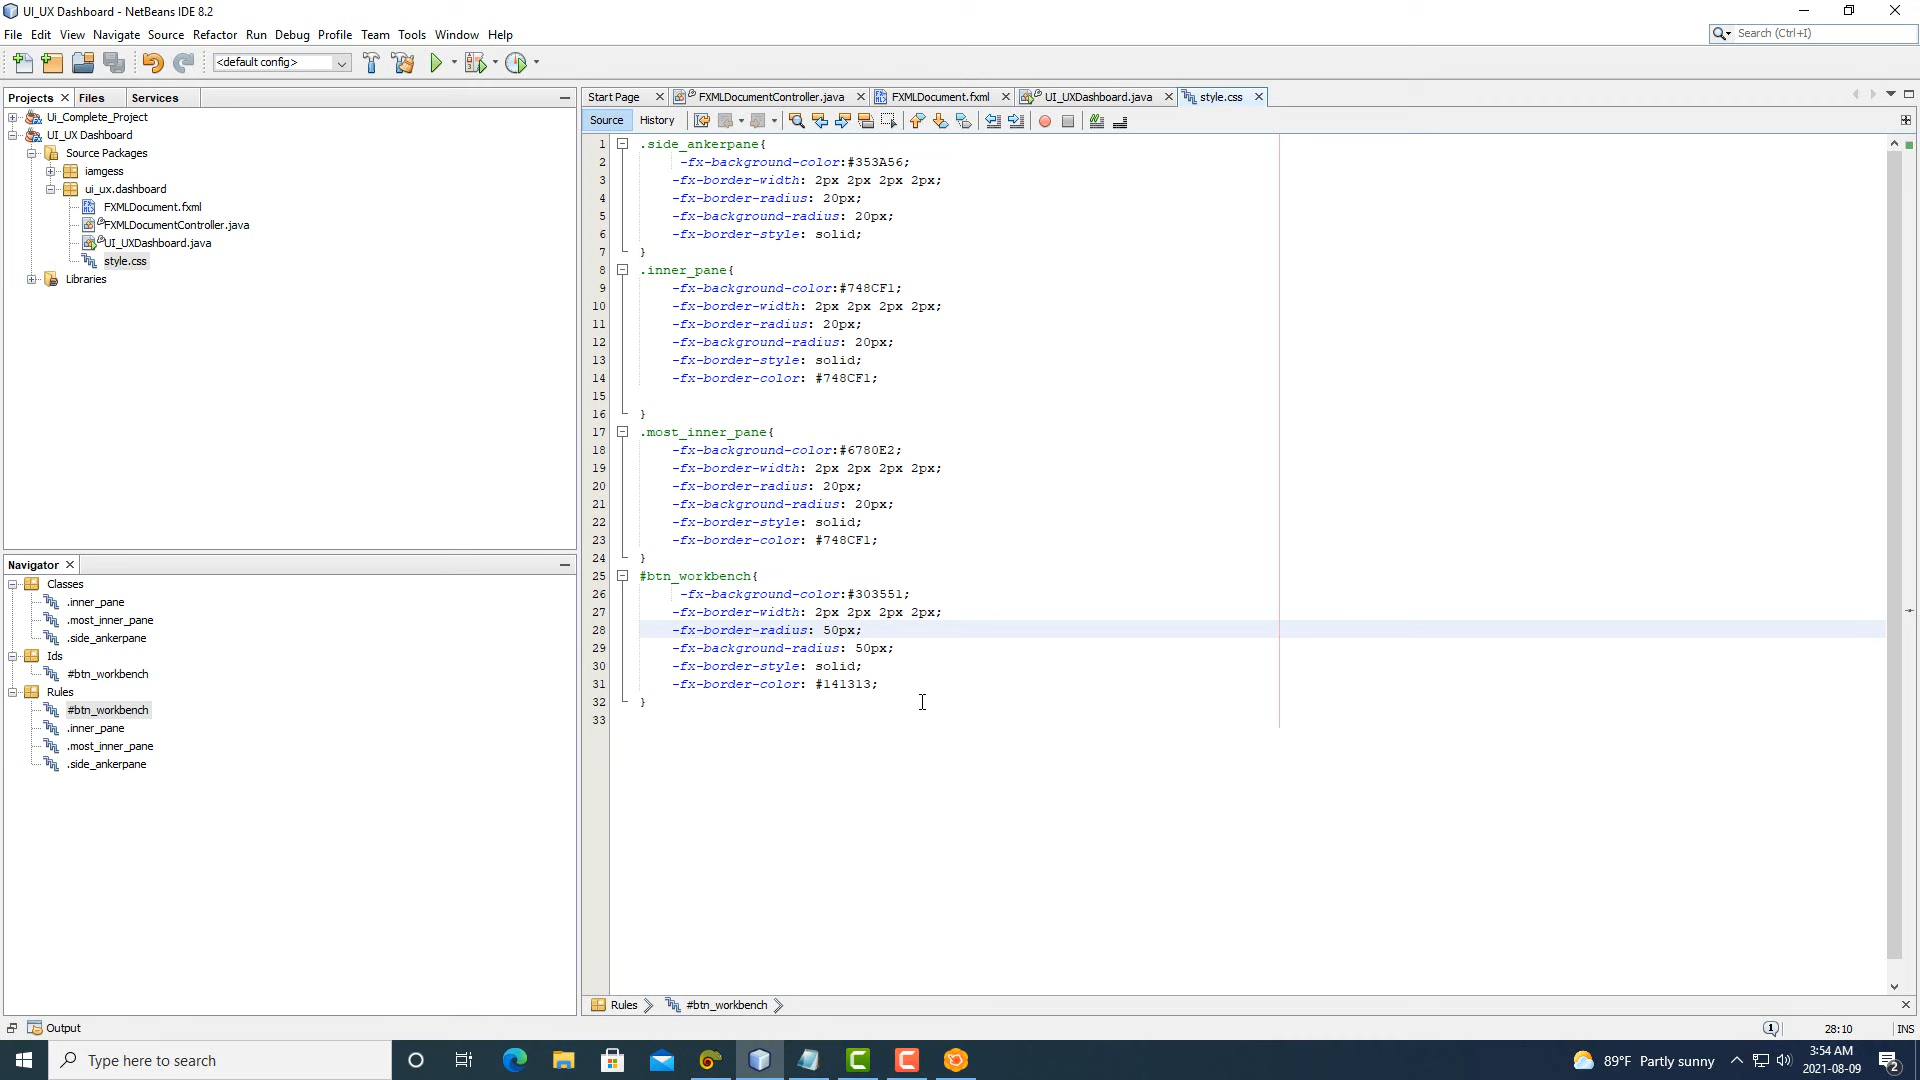 UI_UX Dashboard - NetBeans IDE 8.2
File Edit View Navigate Source Refactor Run Debug Profile Team Tools Window Help
Search (Ctrl+I)
<default config>
Projects Files Services
Ui_Complete_Project
UI_UX Dashboard
Source Packages
iamgess
ui_ux.dashboard
FXMLDocument.fxml
FXMLDocumentController.java
UI_UXDashboard.java
style.css
Libraries
Navigator
Classes
.inner_pane
.most_inner_pane
.side_ankerpane
Ids
#btn_workbench
Rules
#btn_workbench
.inner_pane
.most_inner_pane
.side_ankerpane
Start Page FXMLDocumentController.java FXMLDocument.fxml UI_UXDashboard.java style.css
Source History
1 .side_ankerpane{
2 -fx-background-color:#353A56;
3 -fx-border-width: 2px 2px 2px 2px;
4 -fx-border-radius: 20px;
5 -fx-background-radius: 20px;
6 -fx-border-style: solid;
7 }
8 .inner_pane{
9 -fx-background-color:#748CF1;
10 -fx-border-width: 2px 2px 2px 2px;
11 -fx-border-radius: 20px;
12 -fx-background-radius: 20px;
13 -fx-border-style: solid;
14 -fx-border-color: #748CF1;
15
16 }
17 .most_inner_pane{
18 -fx-background-color:#6780E2;
19 -fx-border-width: 2px 2px 2px 2px;
20 -fx-border-radius: 20px;
21 -fx-background-radius: 20px;
22 -fx-border-style: solid;
23 -fx-border-color: #748CF1;
24 }
25 #btn_workbench{
26 -fx-background-color:#303551;
27 -fx-border-width: 2px 2px 2px 2px;
28 -fx-border-radius: 50px;
29 -fx-background-radius: 50px;
30 -fx-border-style: solid;
31 -fx-border-color: #141313;
32 }
33
Rules #btn_workbench
Output
1
28:10 INS
Type here to search
89°F Partly sunny
3:54 AM
2021-08-09
2